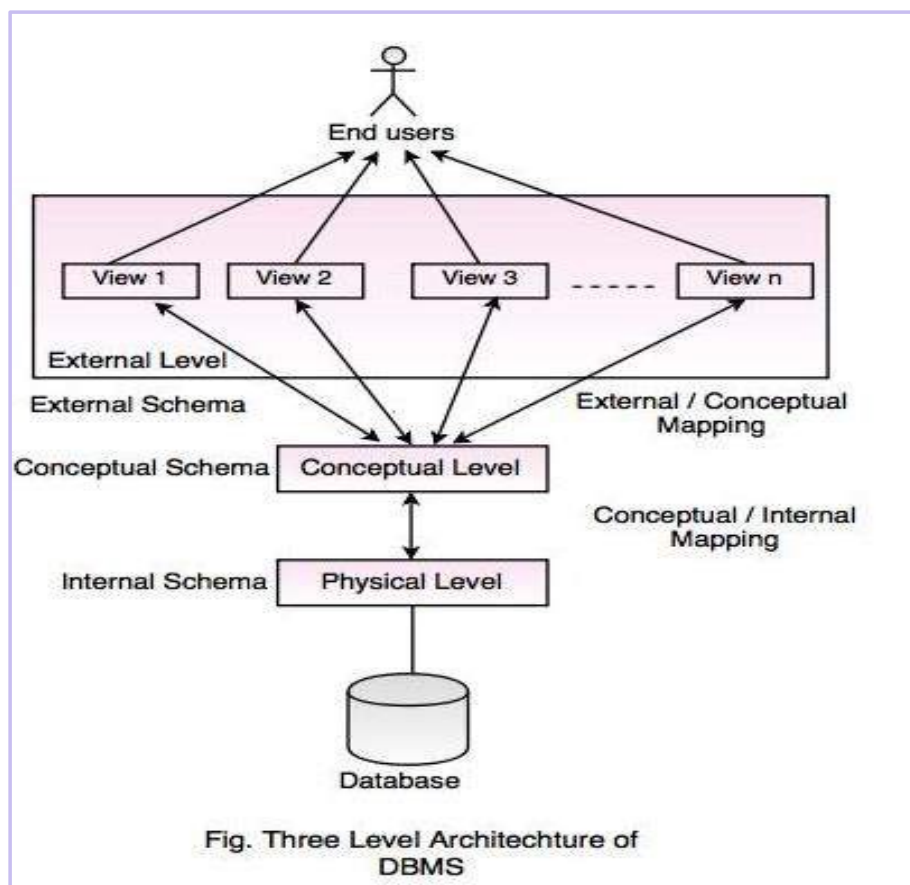 End users
View 1
View 2
View 3
View n
External Level
External Schema
External / Conceptual
Mapping
Conceptual Schema
Conceptual Level
Conceptual / Internal
Mapping
Internal Schema
Physical Level
Database
Fig. Three Level Architechture of
DBMS